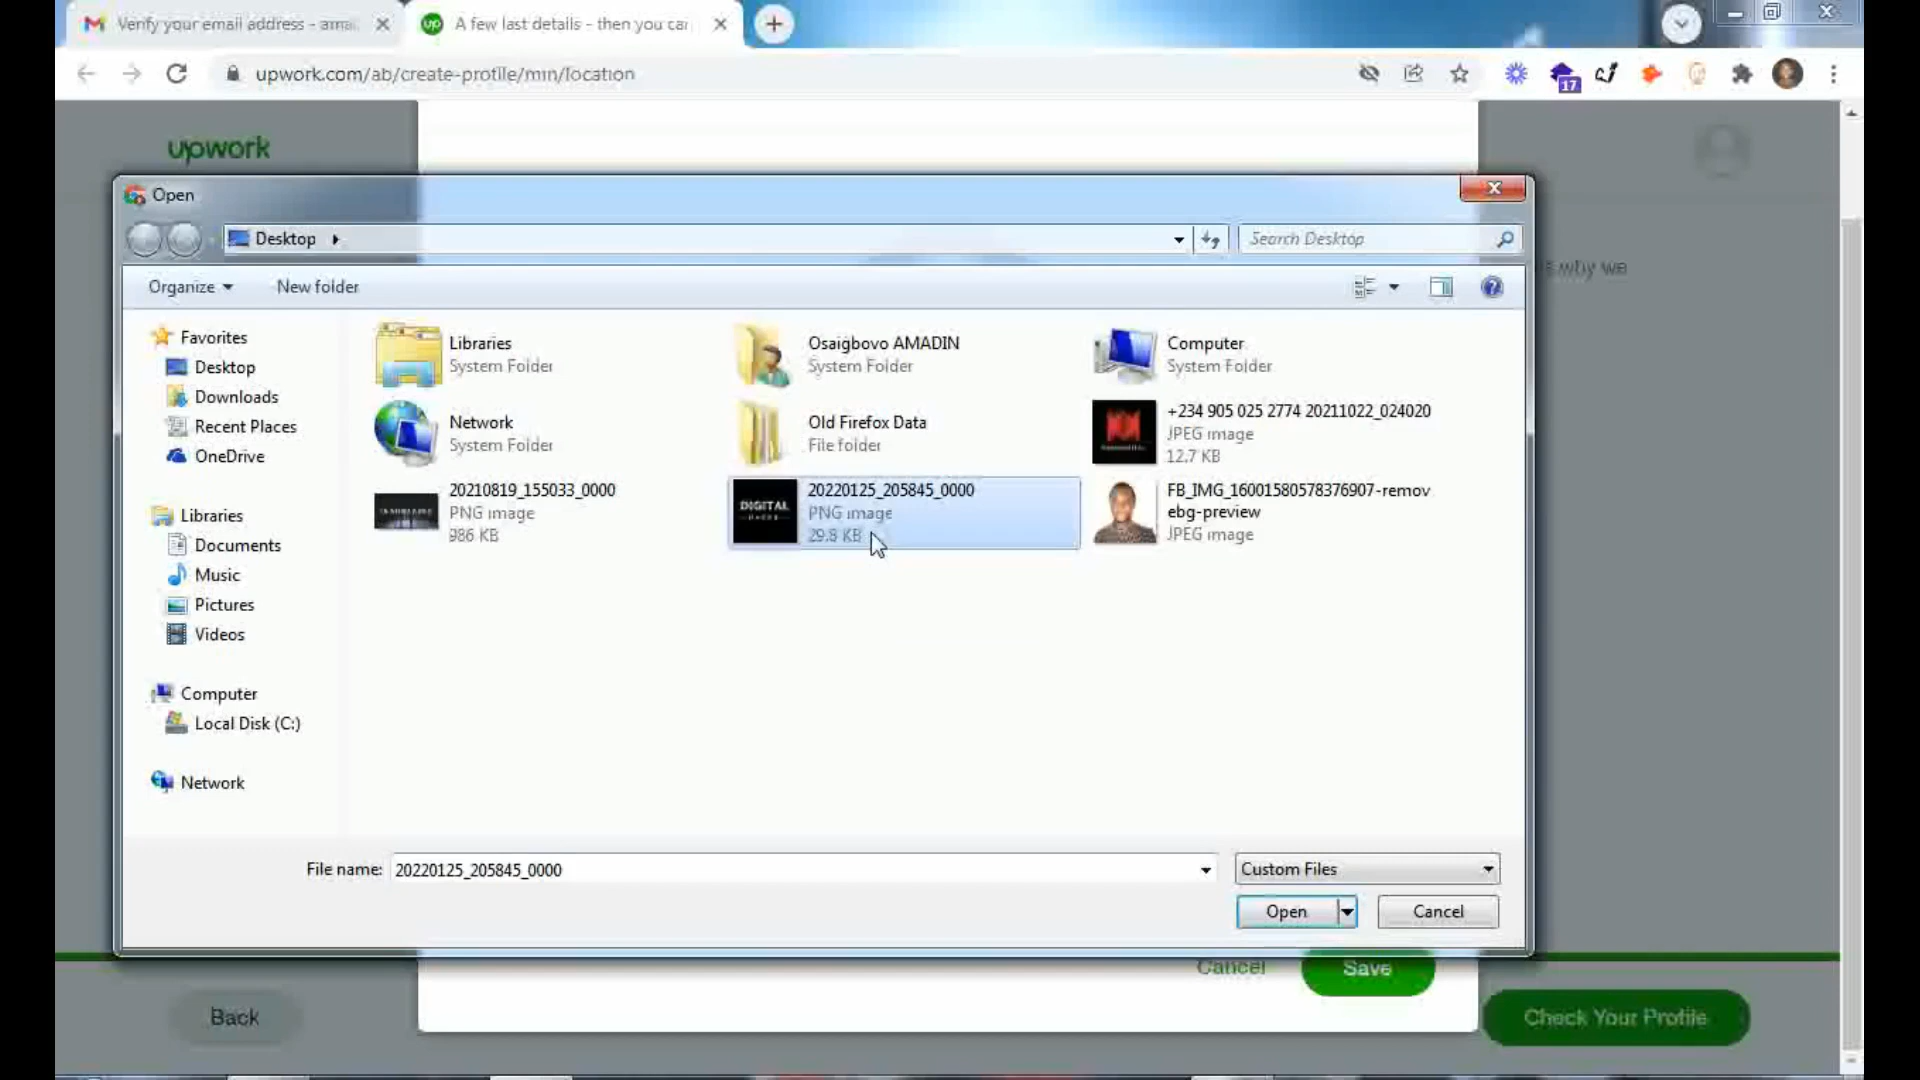 Verify your email address - amai
A few last details - then you can
upwork.com/ab/create-profile/min/location
17
upwork
Open
Desktop
Search Desktop
why we
Organize
New folder
Favorites
Desktop
Downloads
Recent Places
OneDrive
Libraries
Documents
Music
Pictures
Videos
Computer
Local Disk (C:)
Network
Libraries
System Folder
Osaigbovo AMADIN
System Folder
Computer
System Folder
Network
System Folder
Old Firefox Data
File folder
+234 905 025 2774 20211022_024020
JPEG image
12.7 KB
20210819_155033_0000
PNG image
986 KB
DIGITAL
20220125_205845_0000
PNG image
29.8 KB
FB_IMG_16001580578376907-remov
ebg-preview
JPEG image
File name: 20220125_205845_0000
Custom Files
Open
Cancel
Cancel
Save
Back
Check Your Profile